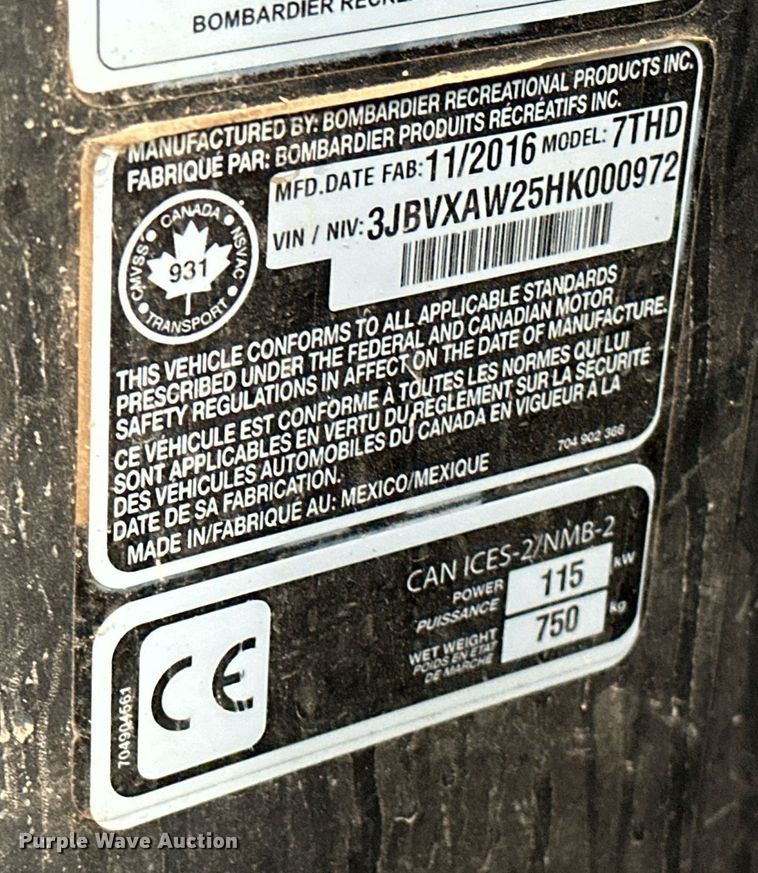 BOMBARDIER
MANUFACTURED BY: BOMBARDIER RECREATIONAL PRODUCTS INC.
FABRIQUÉ PAR: BOMBARDIER PRODUITS RÉCRÉATIFS INC.
MFD.DATE FAB: 11/2016 MODEL: 7THD
VIN / NIV: 3JBVXAW25HK000972
CANADA
CMVSS NSVAC
931
TRANSPORT
THIS VEHICLE CONFORMS TO ALL APPLICABLE STANDARDS
PRESCRIBED UNDER THE FEDERAL AND CANADIAN MOTOR
SAFETY REGULATIONS IN AFFECT ON THE DATE OF MANUFACTURE.
CE VÉHICULE EST CONFORME À TOUTES LES NORMES QUI LUI
SONT APPLICABLES EN VERTU DU RÈGLEMENT SUR LA SÉCURITÉ
DES VÉHICULES AUTOMOBILES DU CANADA EN VIGUEUR À LA
DATE DE SA FABRICATION.
MADE IN/FABRIQUÉ AU: MEXICO/MEXIQUE
704 902 368
CAN ICES-2/NMB-2
POWER
PUISSANCE
115 kW
WET WEIGHT
POIDS EN ÉTAT
DE MARCHE
750 kg
CE
704904561
Purple Wave Auction